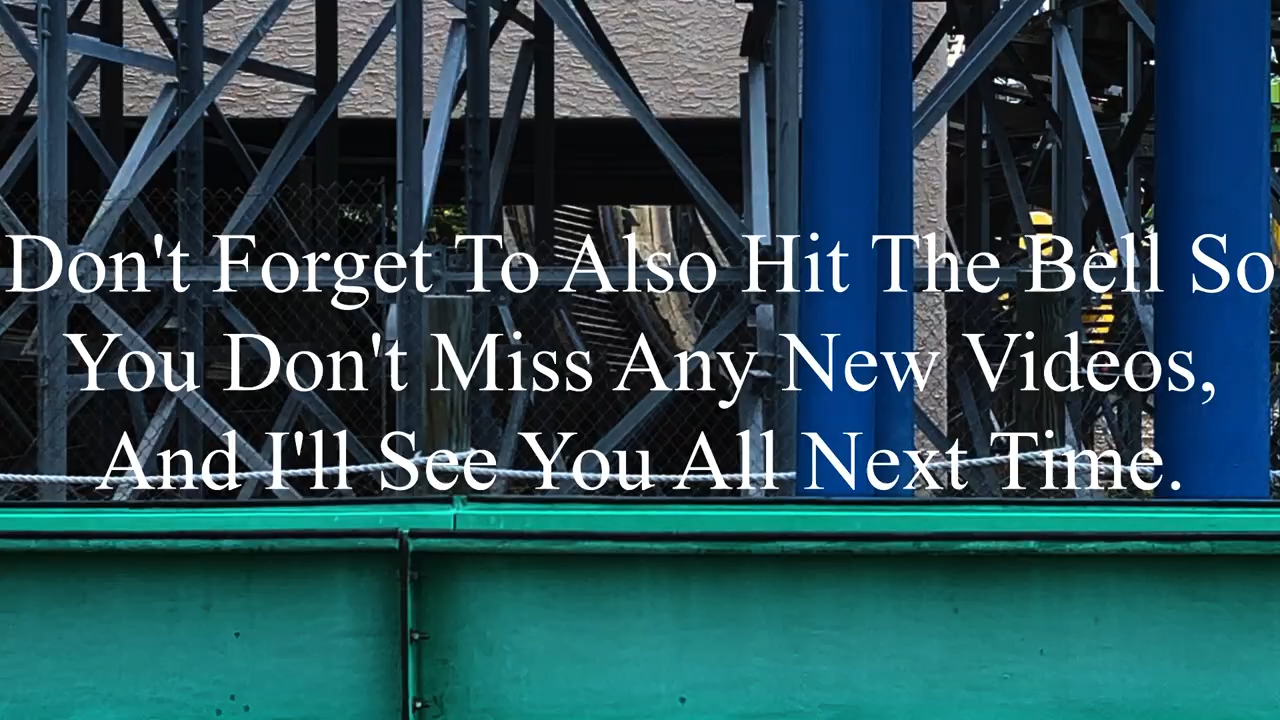 Don't Forget To Also Hit The Bell So
You Don't Miss Any New Videos,
And I'll See You All Next Time.